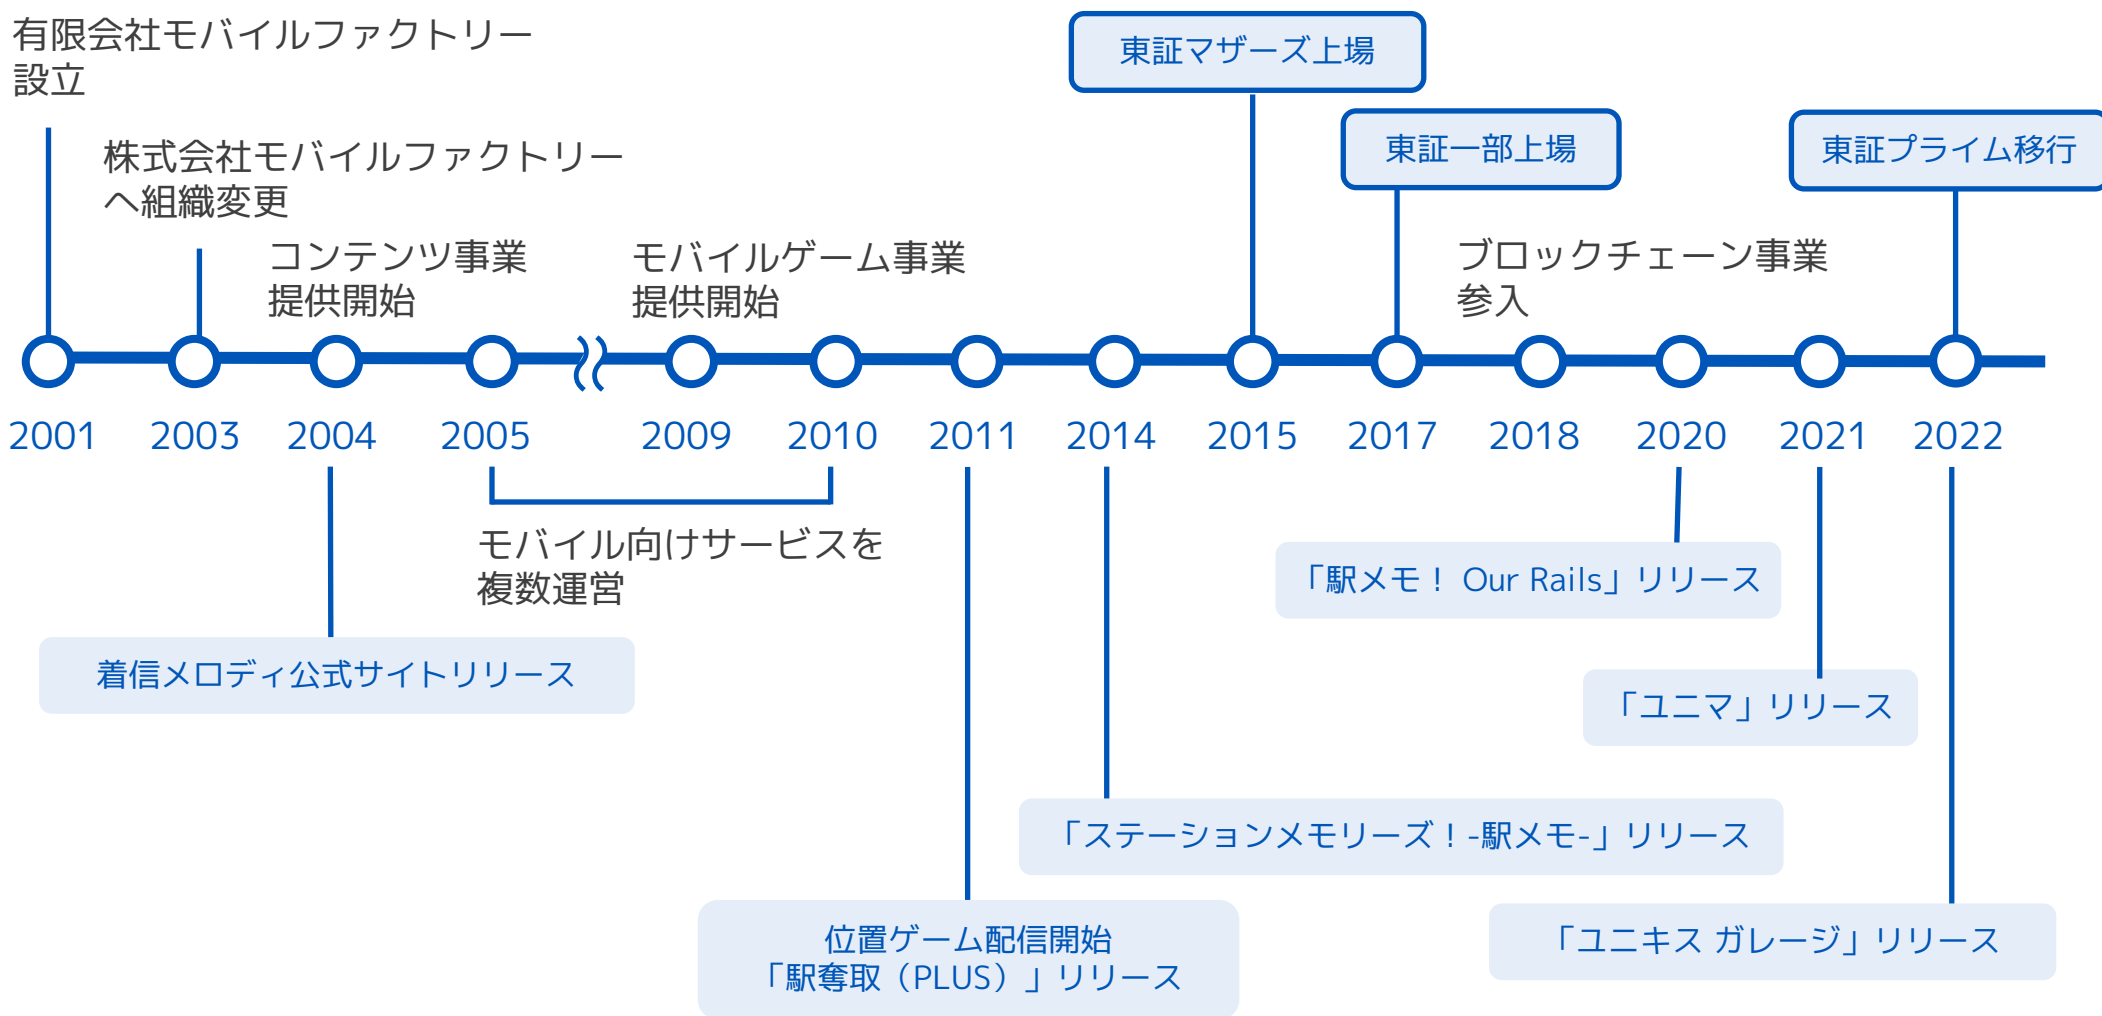 有限会社モバイルファクトリー
設立
株式会社モバイルファクトリー
へ組織変更
コンテンツ事業
提供開始
モバイルゲーム事業
提供開始
東証マザーズ上場
東証一部上場
ブロックチェーン事業
参入
東証プライム移行
2001 2003 2004 2005 2009 2010 2011 2014 2015 2017 2018 2020 2021 2022
モバイル向けサービスを
複数運営
着信メロディ公式サイトリリース
「駅メモ! Our Rails」リリース
「ユニマ」リリース
「ステーションメモリーズ!-駅メモ-」リリース
位置ゲーム配信開始
「駅奪取（PLUS）」リリース
「ユニキス ガレージ」リリース